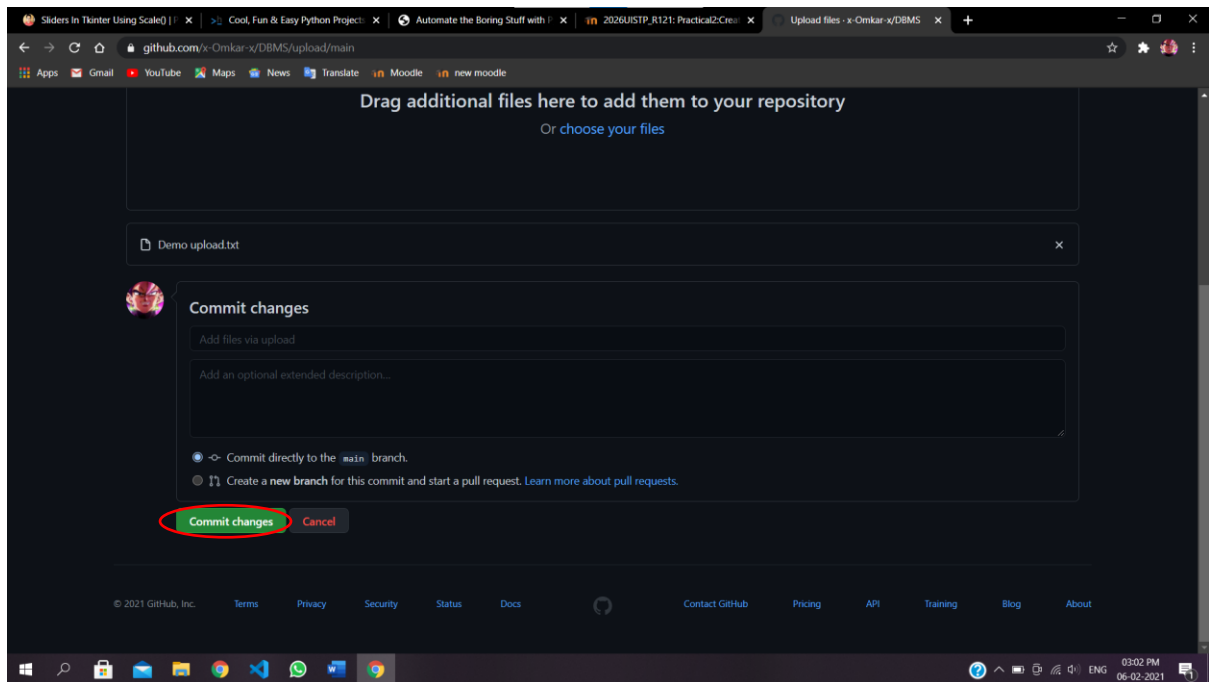 Sliders In Tkinter Using Scale() | P
Cool, Fun & Easy Python Projects
Automate the Boring Stuff with P
2026UISTP_R121: Practical2:Creat
Upload files · x-Omkar-x/DBMS
github.com/x-Omkar-x/DBMS/upload/main
Apps Gmail YouTube Maps News Translate Moodle new moodle
Drag additional files here to add them to your repository
Or choose your files
Demo upload.txt
Commit changes
Add files via upload
Add an optional extended description...
Commit directly to the main branch.
Create a new branch for this commit and start a pull request. Learn more about pull requests.
Commit changes Cancel
© 2021 GitHub, Inc. Terms Privacy Security Status Docs Contact GitHub Pricing API Training Blog About
ENG
03:02 PM
06-02-2021